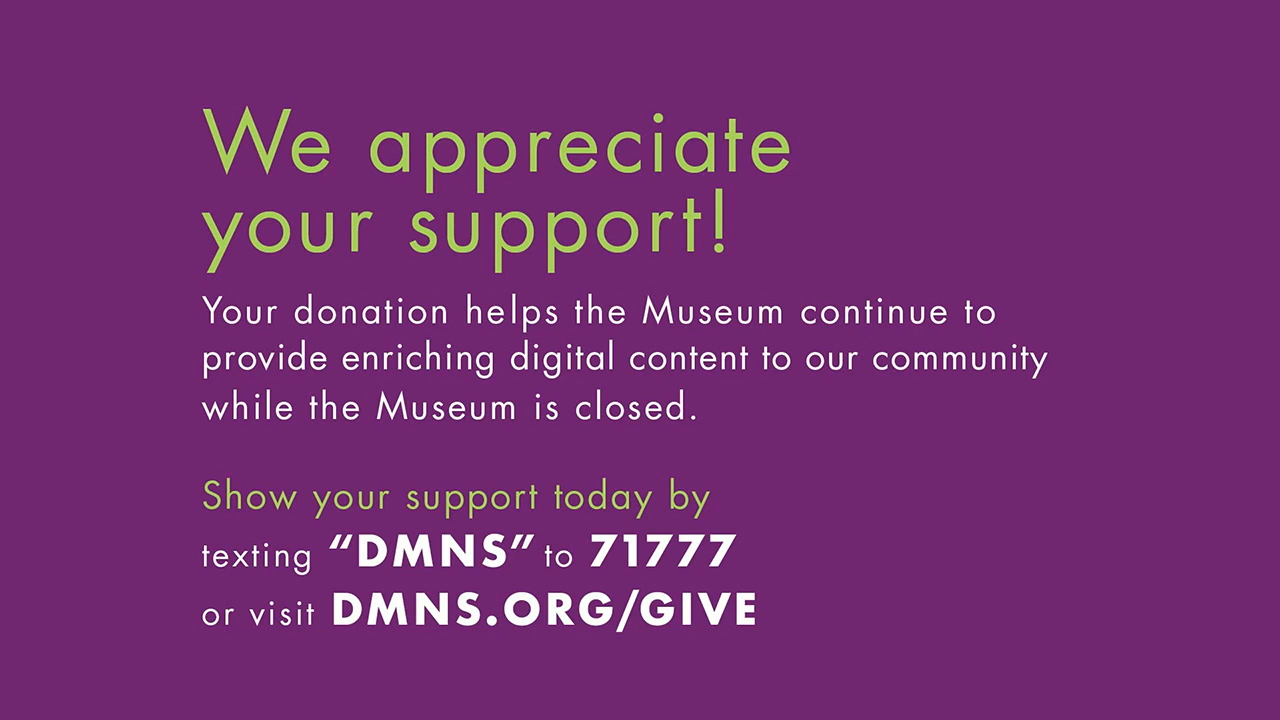 We appreciate
your support!
Your donation helps the Museum continue to
provide enriching digital content to our community
while the Museum is closed.
Show your support today by
texting “DMNS” to 71777
or visit DMNS.ORG/GIVE